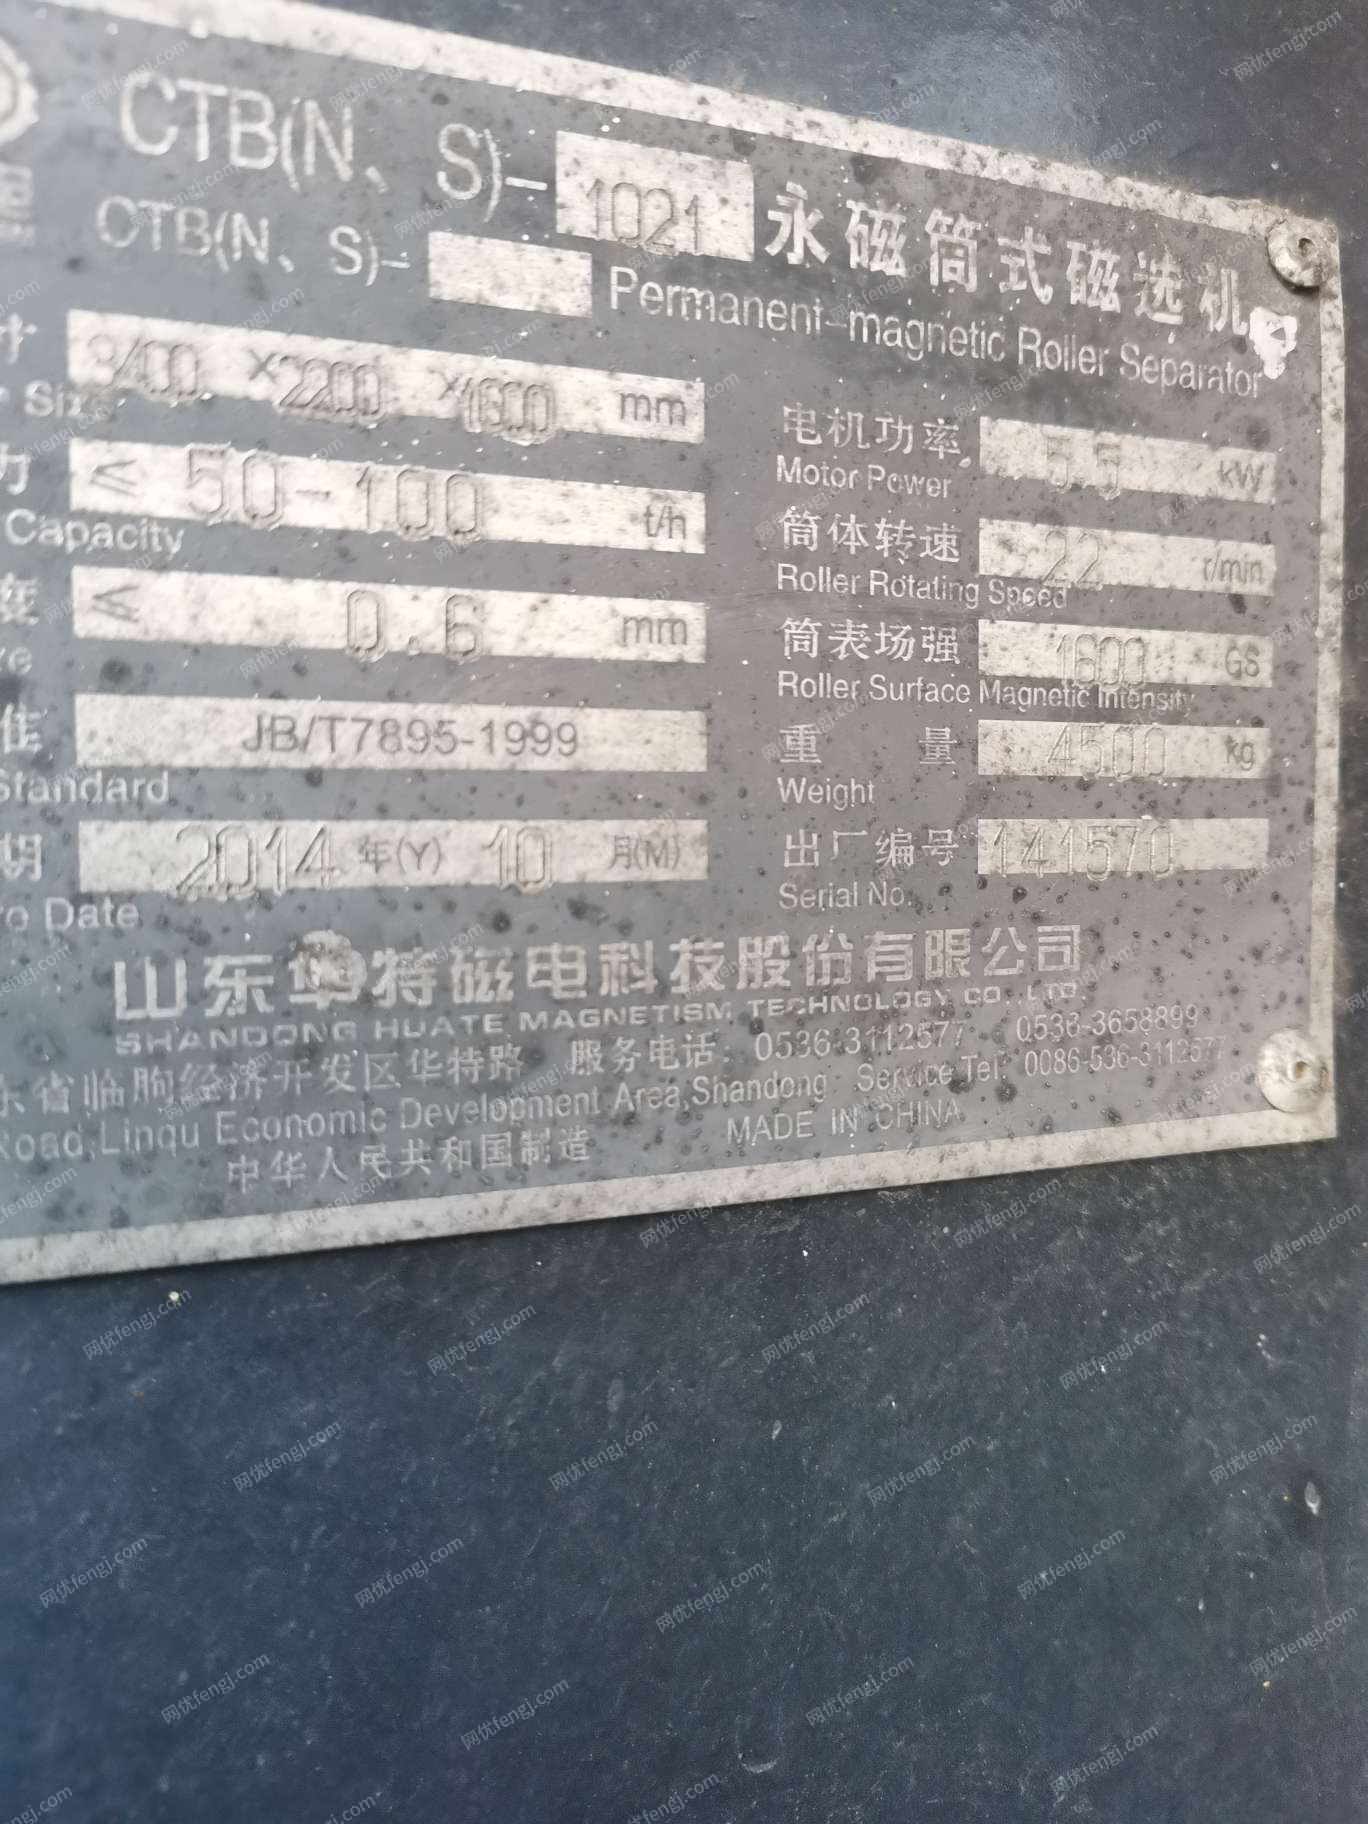 CTB(N、S)-1021 永磁筒式磁选机
CTB(N、S)- Permanent-magnetic Roller Separator
寸 3400×2200×1600 mm
Size
力 ≤ 50-100 t/h
Capacity
度 ≤ 0.6 mm
准 JB/T7895-1999
Standard
期 2014 年(Y) 10 月(M)
Date
电机功率 5.5 kW
Motor Power
筒体转速 22 r/min
Roller Rotating Speed
筒表场强 1600 GS
Roller Surface Magnetic Intensity
重量 4500 kg
Weight
出厂编号 141570
Serial No.
山东华特磁电科技股份有限公司
SHANDONG HUATE MAGNETISM TECHNOLOGY CO.,LTD.
东省临朐经济开发区华特路 服务电话: 0536-3112577 0536-3658899
Road,Linqu Economic Development Area,Shandong Service Tel: 0086-536-3112577
中华人民共和国制造 MADE IN CHINA
网优fengj.com